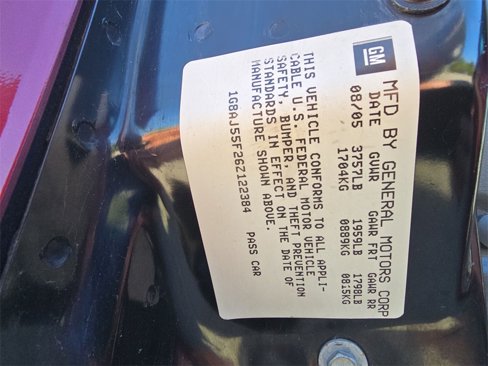 GM
MFD BY GENERAL MOTORS CORP
DATE GVWR GAWR FRT GAWR RR
08/05 3757LB 1959LB 1798LB
1704KG 0889KG 0815KG
THIS VEHICLE CONFORMS TO ALL APPLI-
CABLE U.S. FEDERAL MOTOR VEHICLE
SAFETY, BUMPER, AND THEFT PREVENTION
STANDARDS IN EFFECT ON THE DATE OF
MANUFACTURE SHOWN ABOVE.
1G8AJ55F26Z122384 PASS CAR